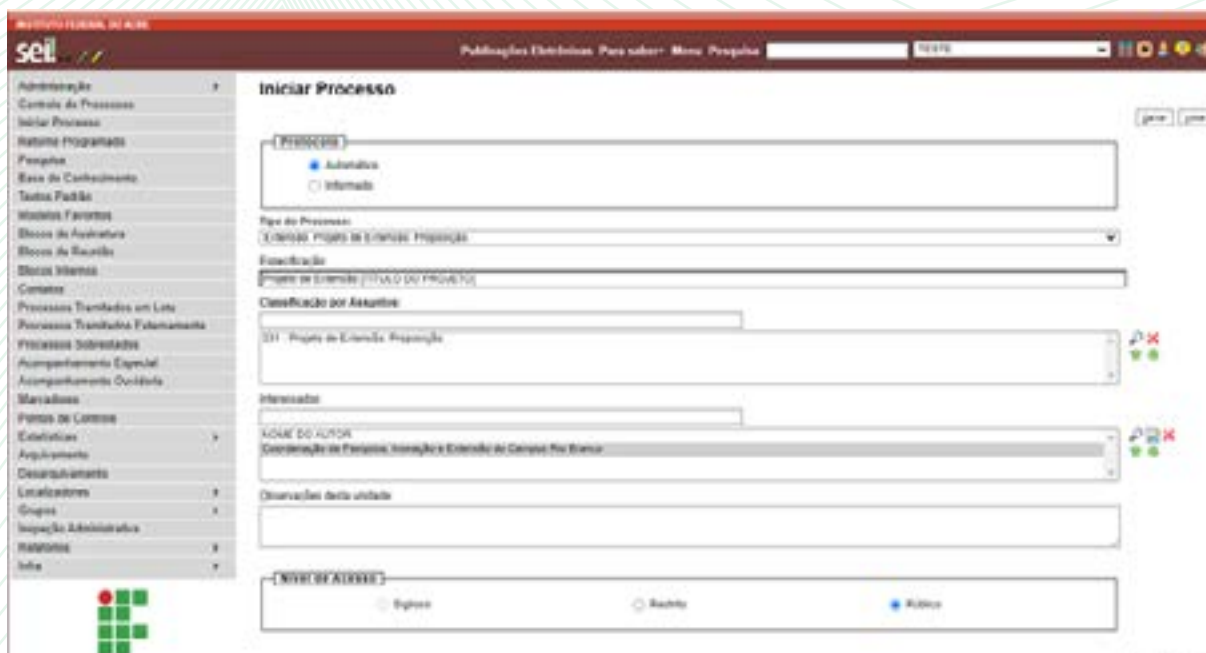 INSTITUTO FEDERAL DO ACRE
sei!
Publicações Eletrônicas Para saber+ Menu Pesquisa
TESTE
Administração
Controle de Processos
Iniciar Processo
Retorno Programado
Pesquisa
Base de Conhecimento
Textos Padrão
Modelos Favoritos
Blocos de Assinatura
Blocos de Reunião
Blocos Internos
Contatos
Processos Tramitados em Lote
Processos Tramitados Externamente
Processos Sobrestados
Acompanhamento Especial
Acompanhamento Ouvidoria
Marcadores
Pontos de Controle
Estatísticas
Arquivamento
Desarquivamento
Localizadores
Grupos
Inspeção Administrativa
Relatórios
Infra
Iniciar Processo
Protocolo
Automático
Informado
Tipo do Processo:
Extensão: Projeto de Extensão: Proposição
Especificação
Projeto de Extensão [TÍTULO DO PROJETO]
Classificação por Assuntos:
Projeto de Extensão: Proposição
Interessados:
NOME DO AUTOR
Coordenação de Pesquisa, Inovação e Extensão do Campus Rio Branco
Observações desta unidade
Nível de Acesso
Sigiloso
Restrito
Público